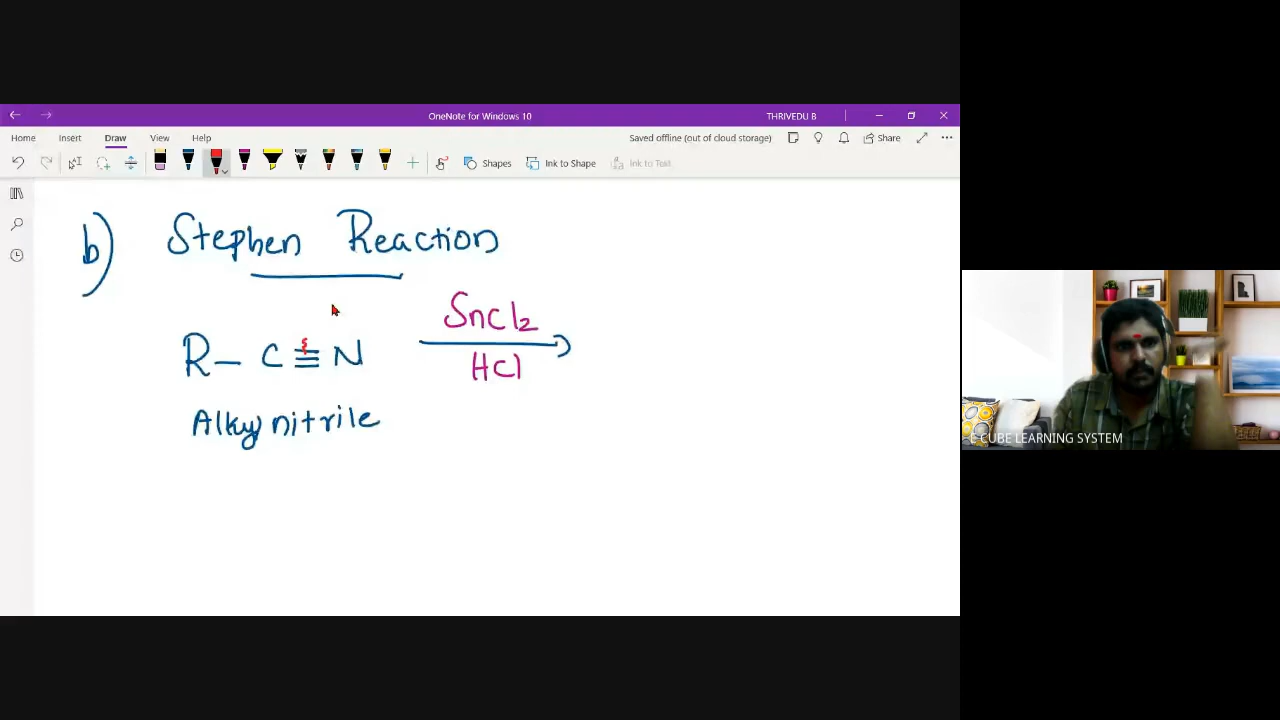 OneNote for Windows 10
THRIVEDU B
Home Insert Draw View Help
Saved offline (out of cloud storage)
Share
Shapes
Ink to Shape
Ink to Text
b) Stephen Reaction
R- C≡N
SnCl2
HCl
Alkylnitrile
E CUBE LEARNING SYSTEM